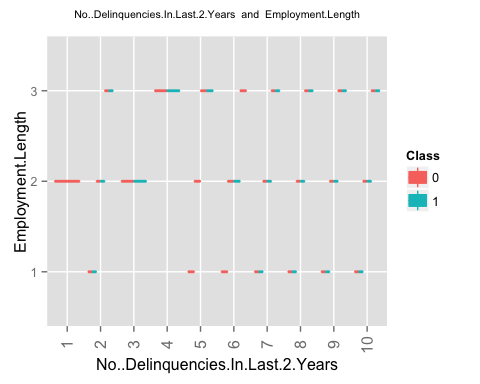 No..Delinquencies.In.Last.2.Years and Employment.Length
Employment.Length
3
2
1
1 2 3 4 5 6 7 8 9 10
No..Delinquencies.In.Last.2.Years
Class
0
1